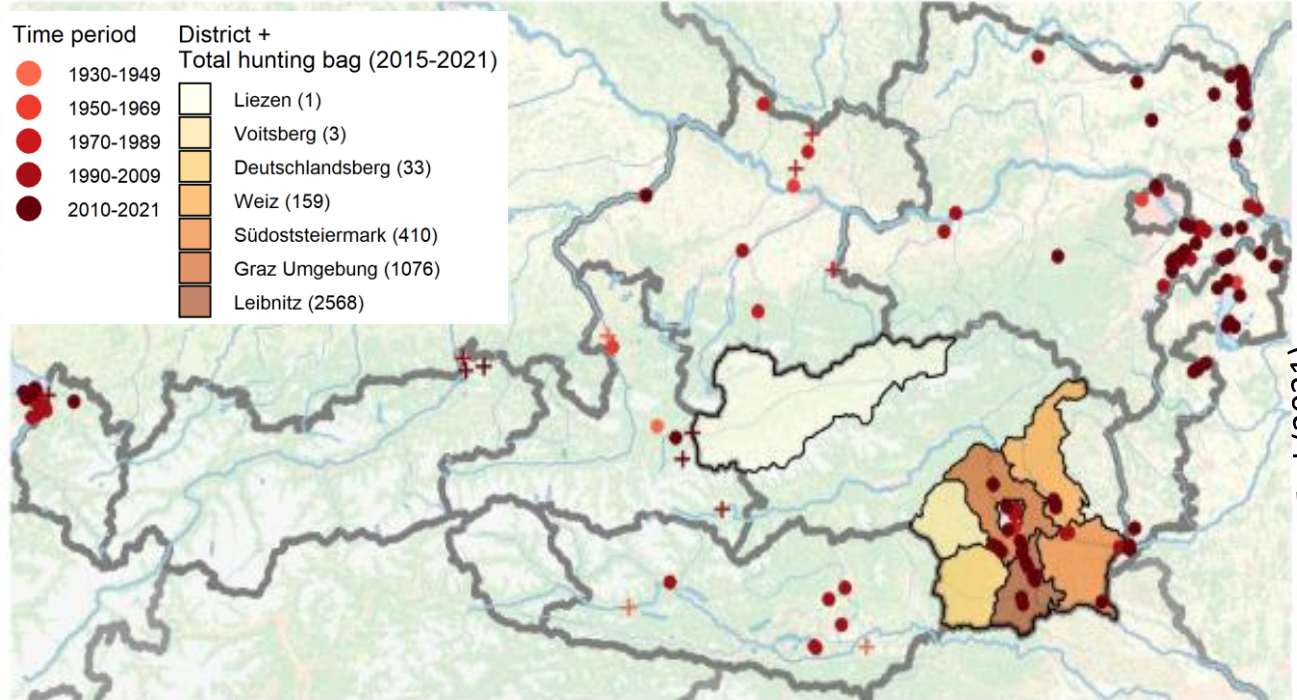 Time period
1930-1949
1950-1969
1970-1989
1990-2009
2010-2021
District +
Total hunting bag (2015-2021)
Liezen (1)
Voitsberg (3)
Deutschlandsberg (33)
Weiz (159)
Südoststeiermark (410)
Graz Umgebung (1076)
Leibnitz (2568)